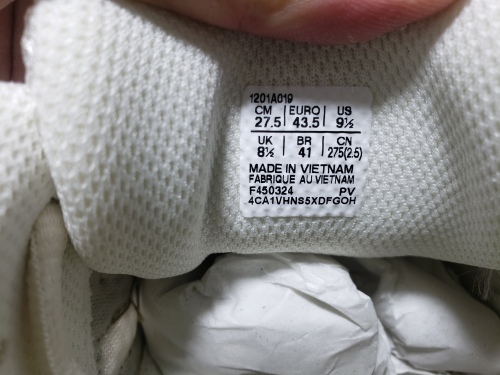 1201A019
CM EURO US
27.5 43.5 9½
UK BR CN
8½ 41 275(2.5)
MADE IN VIETNAM
FABRIQUE AU VIETNAM
F450324 PV
4CA1VHNS5XDFGOH